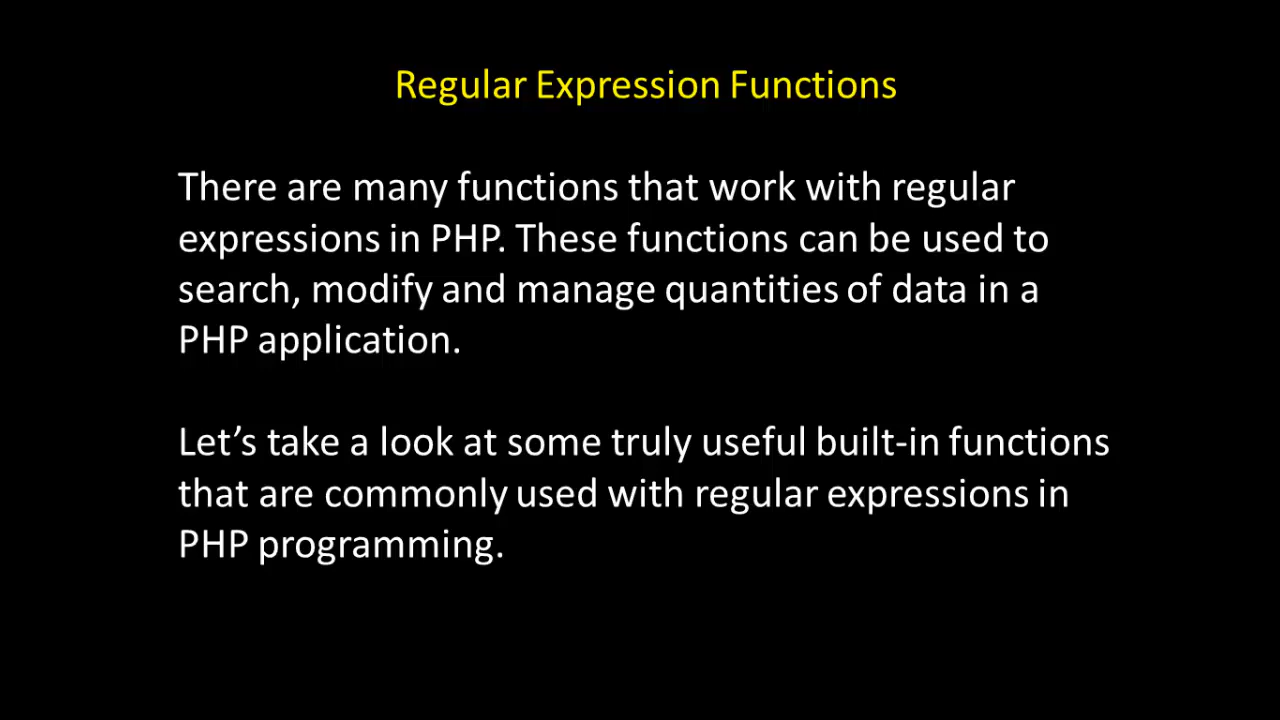 Regular Expression Functions
There are many functions that work with regular
expressions in PHP. These functions can be used to
search, modify and manage quantities of data in a
PHP application.
Let’s take a look at some truly useful built-in functions
that are commonly used with regular expressions in
PHP programming.